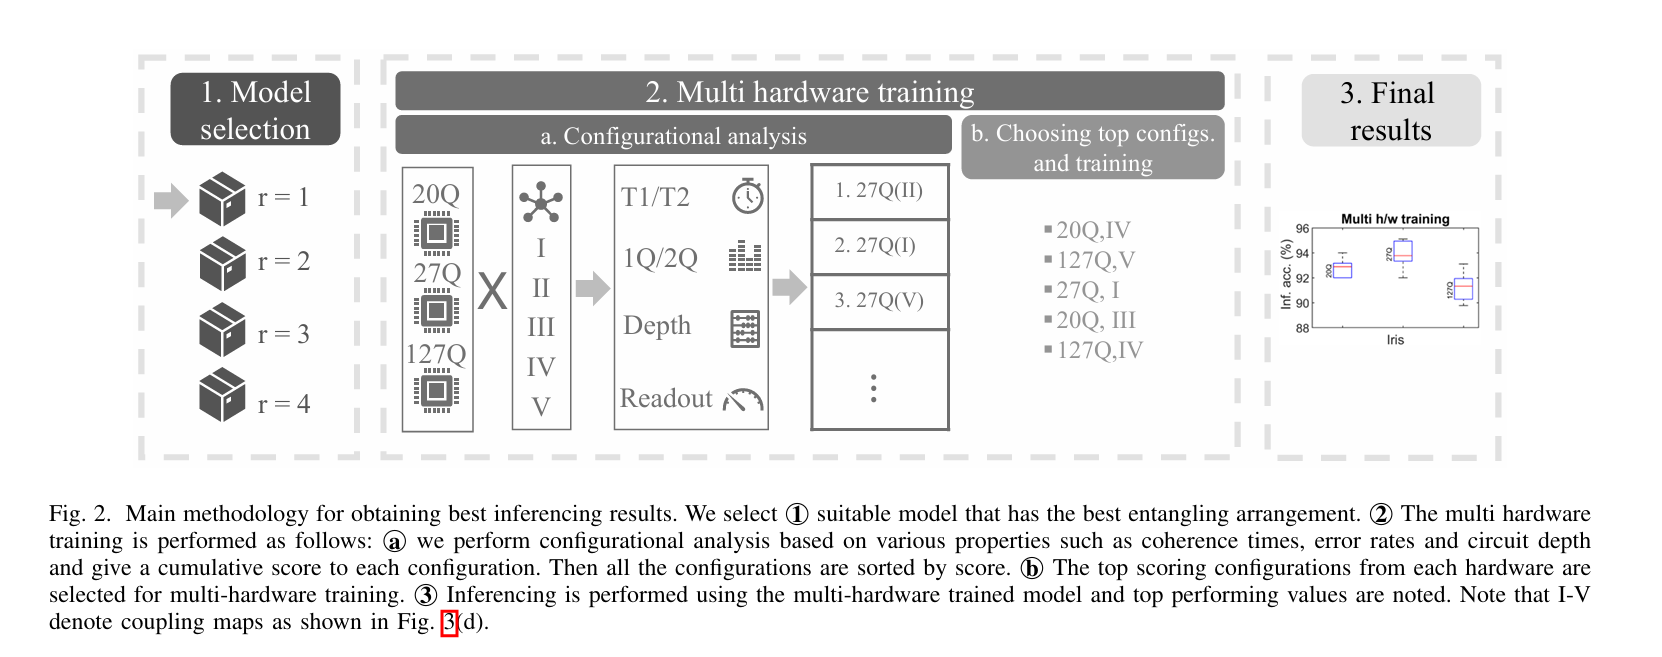 1. Model
selection
r = 1
r = 2
r = 3
r = 4
2. Multi hardware training
a. Configurational analysis
20Q
27Q
127Q
X
I
II
III
IV
V
T1/T2
1Q/2Q
Depth
Readout
1. 27Q(II)
2. 27Q(I)
3. 27Q(V)
⋮
b. Choosing top configs.
and training
▪20Q,IV
▪127Q,V
▪27Q, I
▪20Q, III
▪127Q,IV
3. Final
results
Multi h/w training
Inf. acc. (%)
96
94
92
90
88
20Q
27Q
127Q
Iris
Fig. 2. Main methodology for obtaining best inferencing results. We select ① suitable model that has the best entangling arrangement. ② The multi hardware
training is performed as follows: ⓐ we perform configurational analysis based on various properties such as coherence times, error rates and circuit depth
and give a cumulative score to each configuration. Then all the configurations are sorted by score. ⓑ The top scoring configurations from each hardware are
selected for multi-hardware training. ③ Inferencing is performed using the multi-hardware trained model and top performing values are noted. Note that I-V
denote coupling maps as shown in Fig. 3(d).